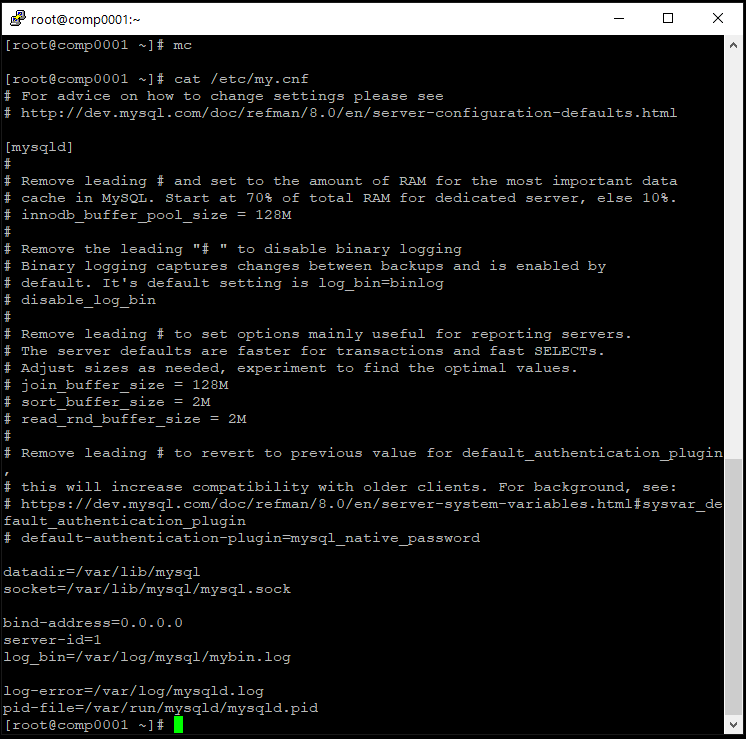 root@comp0001:~
[root@comp0001 ~]# mc
[root@comp0001 ~]# cat /etc/my.cnf
# For advice on how to change settings please see
# http://dev.mysql.com/doc/refman/8.0/en/server-configuration-defaults.html
[mysqld]
#
# Remove leading # and set to the amount of RAM for the most important data
# cache in MySQL. Start at 70% of total RAM for dedicated server, else 10%.
# innodb_buffer_pool_size = 128M
#
# Remove the leading "# " to disable binary logging
# Binary logging captures changes between backups and is enabled by
# default. It's default setting is log_bin=binlog
# disable_log_bin
#
# Remove leading # to set options mainly useful for reporting servers.
# The server defaults are faster for transactions and fast SELECTs.
# Adjust sizes as needed, experiment to find the optimal values.
# join_buffer_size = 128M
# sort_buffer_size = 2M
# read_rnd_buffer_size = 2M
#
# Remove leading # to revert to previous value for default_authentication_plugin
,
# this will increase compatibility with older clients. For background, see:
# https://dev.mysql.com/doc/refman/8.0/en/server-system-variables.html#sysvar_de
fault_authentication_plugin
# default-authentication-plugin=mysql_native_password
datadir=/var/lib/mysql
socket=/var/lib/mysql/mysql.sock
bind-address=0.0.0.0
server-id=1
log_bin=/var/log/mysql/mybin.log
log-error=/var/log/mysqld.log
pid-file=/var/run/mysqld/mysqld.pid
[root@comp0001 ~]#